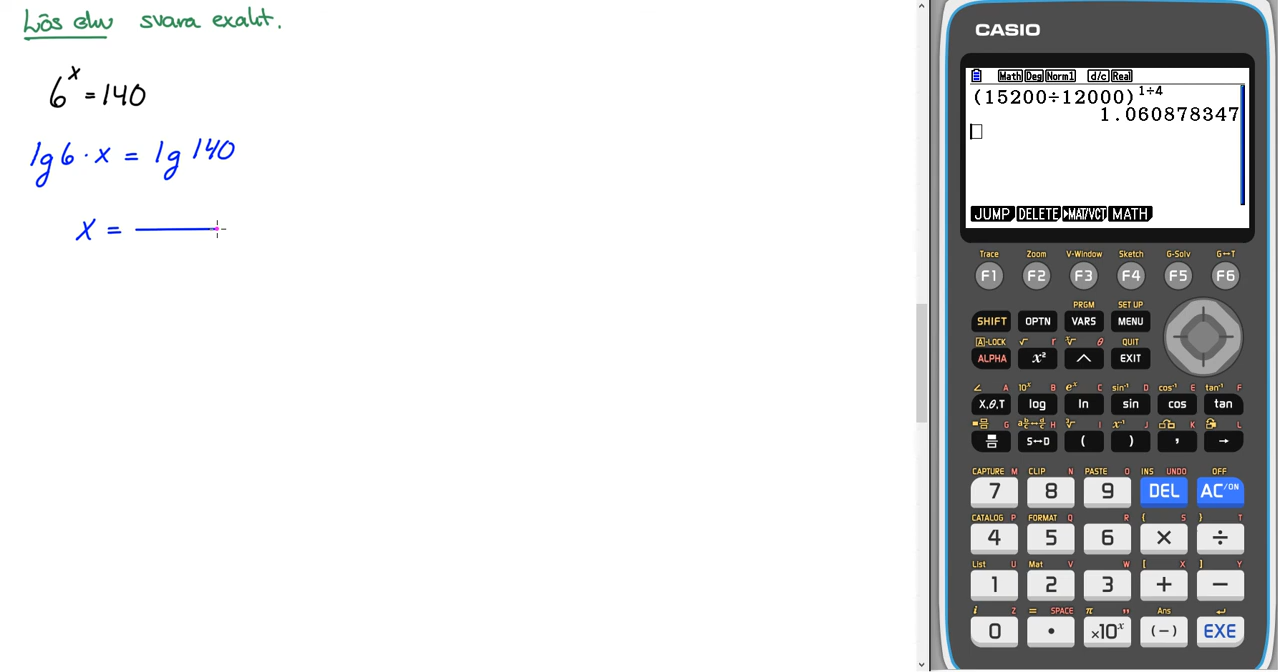 Lös ekv svara exakt.
6^x = 140
lg 6 · x = lg 140
x =
CASIO
Math Deg Norm1 d/c Real
(15200÷12000)^1÷4
1.060878347
JUMP DELETE ►MAT/VCT MATH
Trace Zoom V-Window Sketch G-Solv G↔T
F1 F2 F3 F4 F5 F6
PRGM SET UP
SHIFT OPTN VARS MENU
A-LOCK √ r ∛ θ QUIT
ALPHA x² ^ EXIT
∠ A 10^x B e^x C sin⁻¹ D cos⁻¹ E tan⁻¹ F
X,θ,T log ln sin cos tan
G a b/c↔d/c H ∛ I x⁻¹ J K L
S↔D ( ) , →
CAPTURE M CLIP N PASTE O INS UNDO OFF
7 8 9 DEL AC/ON
CATALOG P FORMAT Q R { S } T
4 5 6 × ÷
List U Mat V W [ X ] Y
1 2 3 + −
i Z = SPACE π " Ans ↵
0 • ×10^x (−) EXE